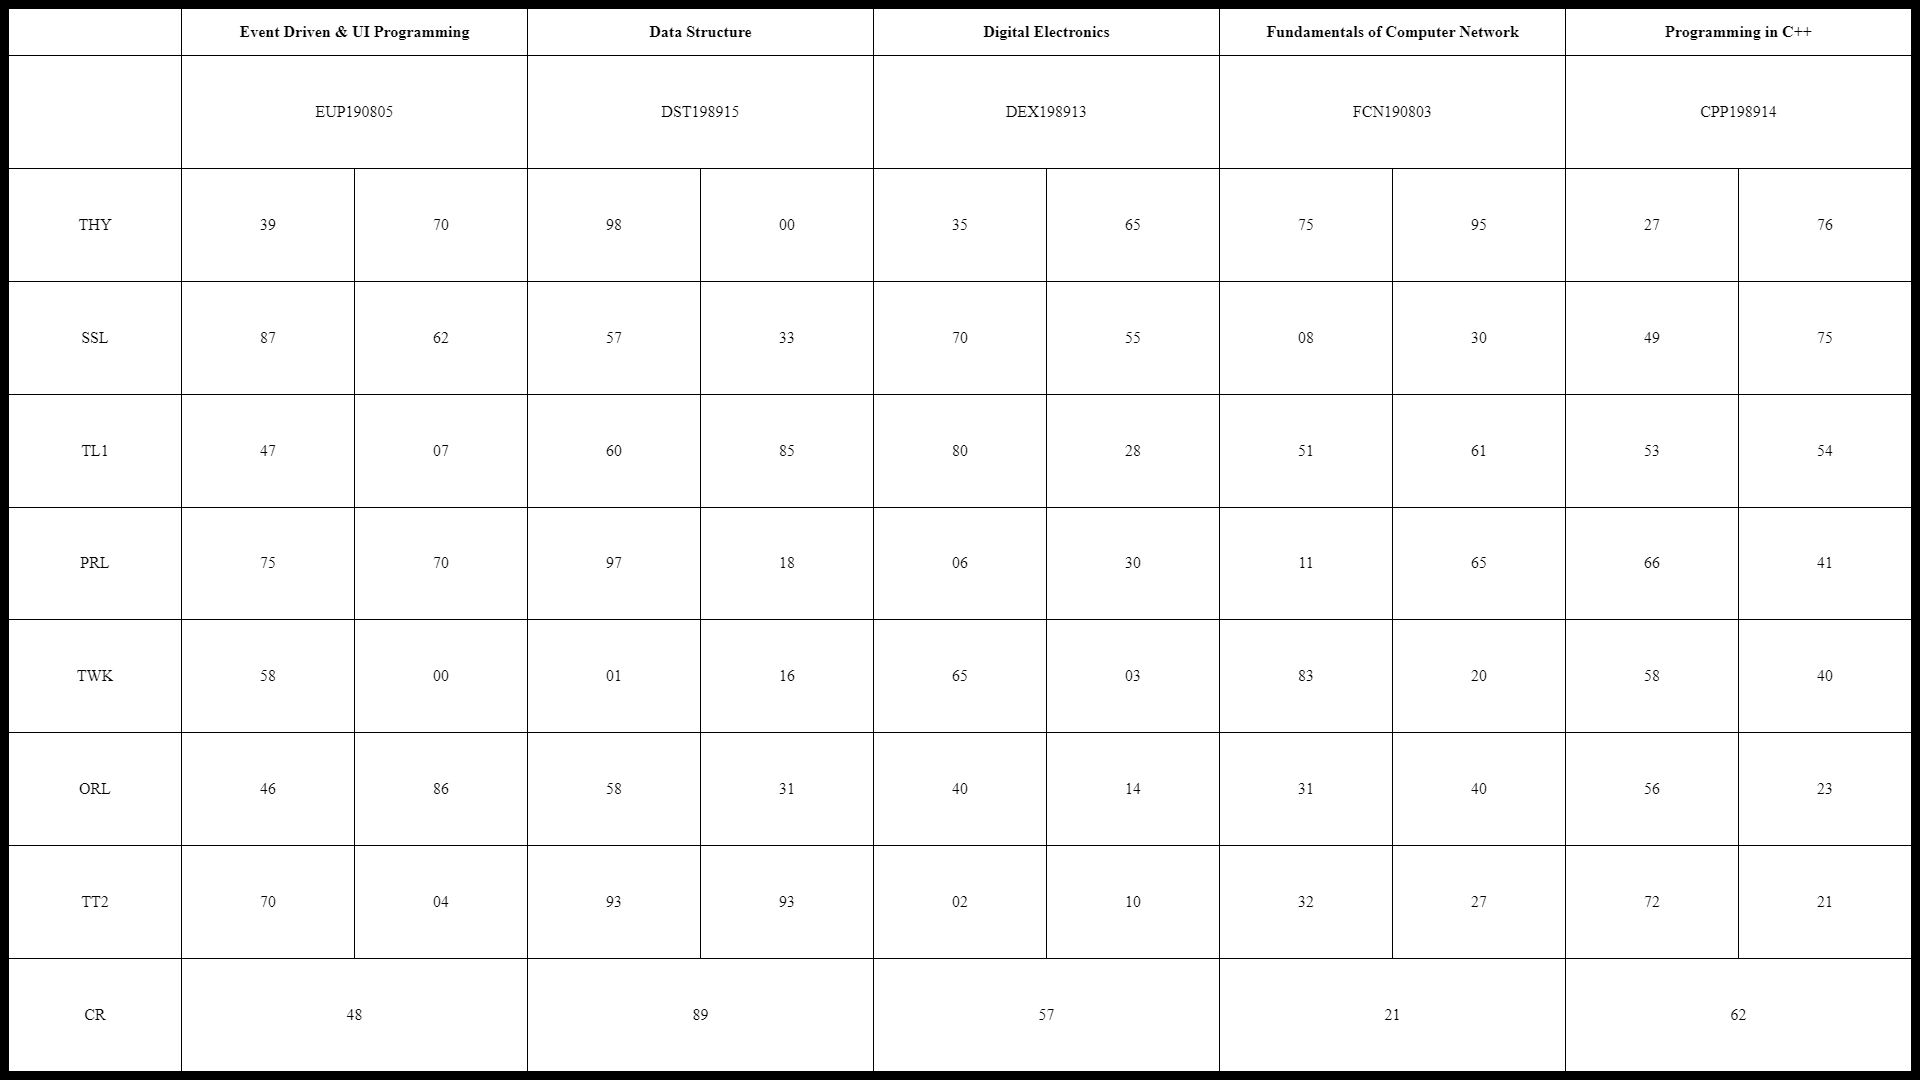 Event Driven & UI Programming Data Structure Digital Electronics Fundamentals of Computer Network Programming in C++
EUP190805 DST198915 DEX198913 FCN190803 CPP198914
THY 39 70 98 00 35 65 75 95 27 76
SSL 87 62 57 33 70 55 08 30 49 75
TL1 47 07 60 85 80 28 51 61 53 54
PRL 75 70 97 18 06 30 11 65 66 41
TWK 58 00 01 16 65 03 83 20 58 40
ORL 46 86 58 31 40 14 31 40 56 23
TT2 70 04 93 93 02 10 32 27 72 21
CR 48 89 57 21 62